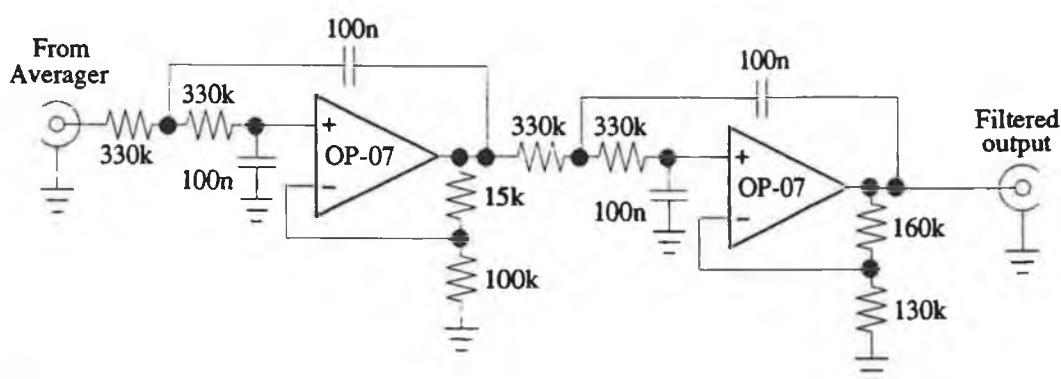 From
Averager
330k
330k
100n
100n
+
OP-07
−
15k
100k
330k
330k
100n
100n
+
OP-07
−
160k
130k
Filtered
output